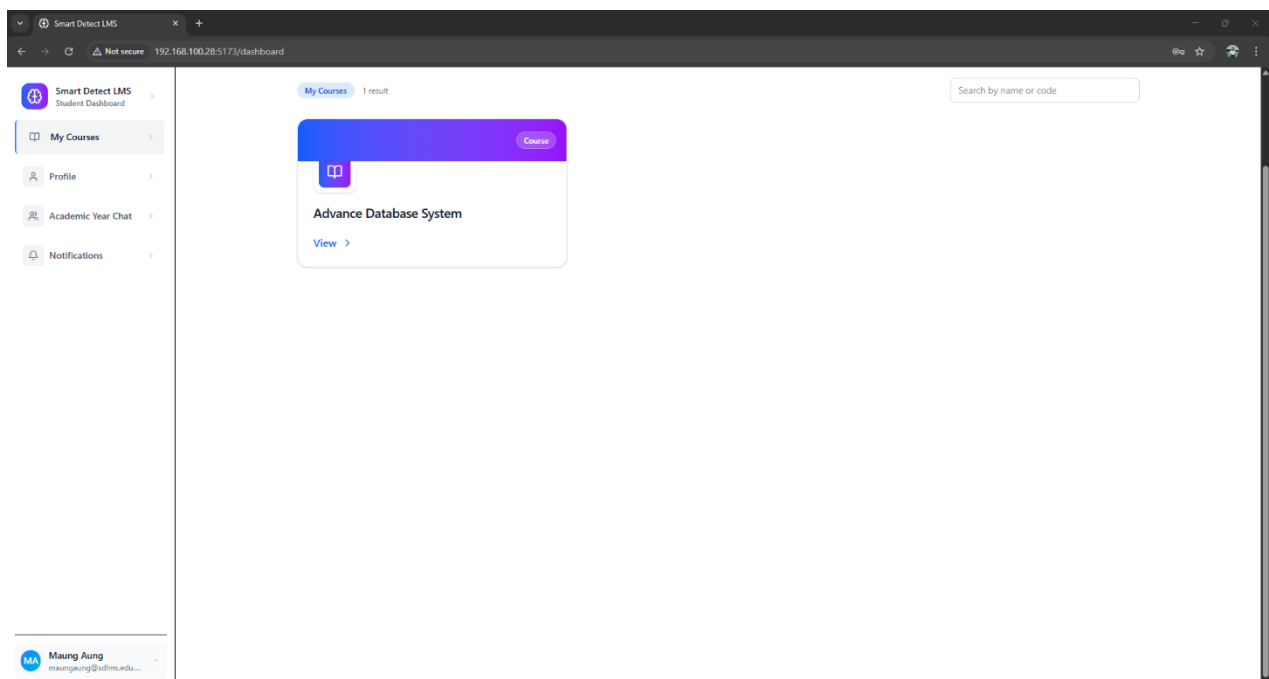 Smart Detect LMS
Not secure 192.168.100.28:5173/dashboard
Smart Detect LMS
Student Dashboard
My Courses
Profile
Academic Year Chat
Notifications
My Courses 1 result
Search by name or code
Course
Advance Database System
View
MA
Maung Aung
maungaung@sdlms.edu....